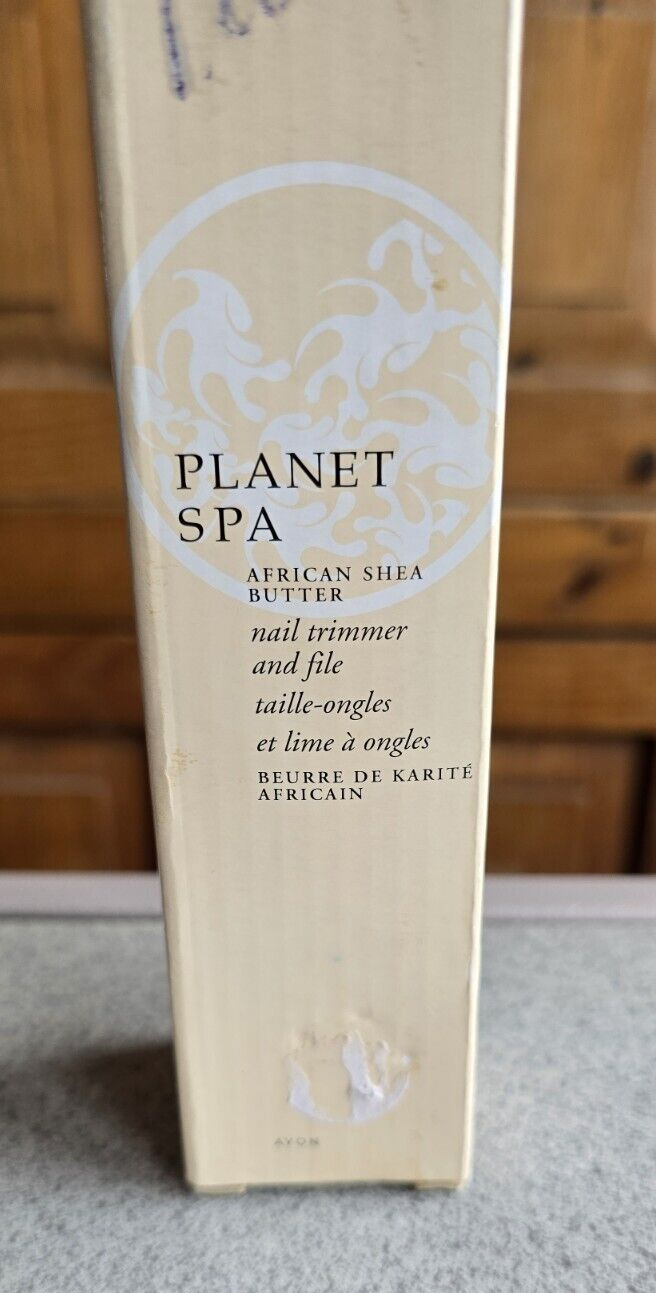 PLANET
SPA
AFRICAN SHEA
BUTTER
nail trimmer
and file
taille-ongles
et lime à ongles
BEURRE DE KARITÉ
AFRICAIN
AVON